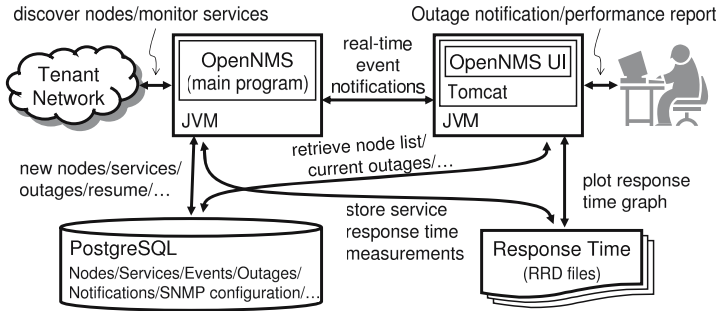 discover nodes/monitor services
Outage notification/performance report
Tenant
Network
OpenNMS
(main program)
JVM
real-time
event
notifications
OpenNMS UI
Tomcat
JVM
new nodes/services/
outages/resume/…
retrieve node list/
current outages/…
store service
response time
measurements
plot response
time graph
PostgreSQL
Nodes/Services/Events/Outages/
Notifications/SNMP configuration/…
Response Time
(RRD files)